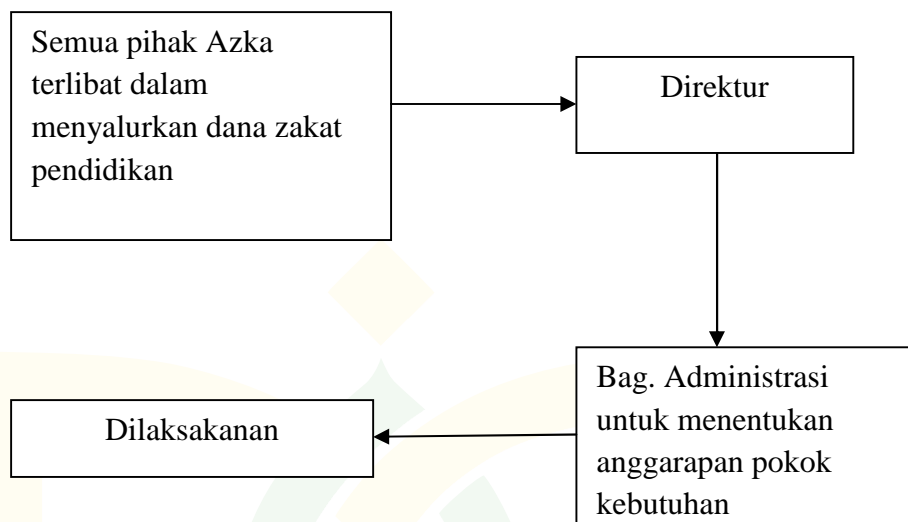 Semua pihak Azka
terlibat dalam
menyalurkan dana zakat
pendidikan
Direktur
Bag. Administrasi
untuk menentukan
anggarapan pokok
kebutuhan
Dilaksakanan